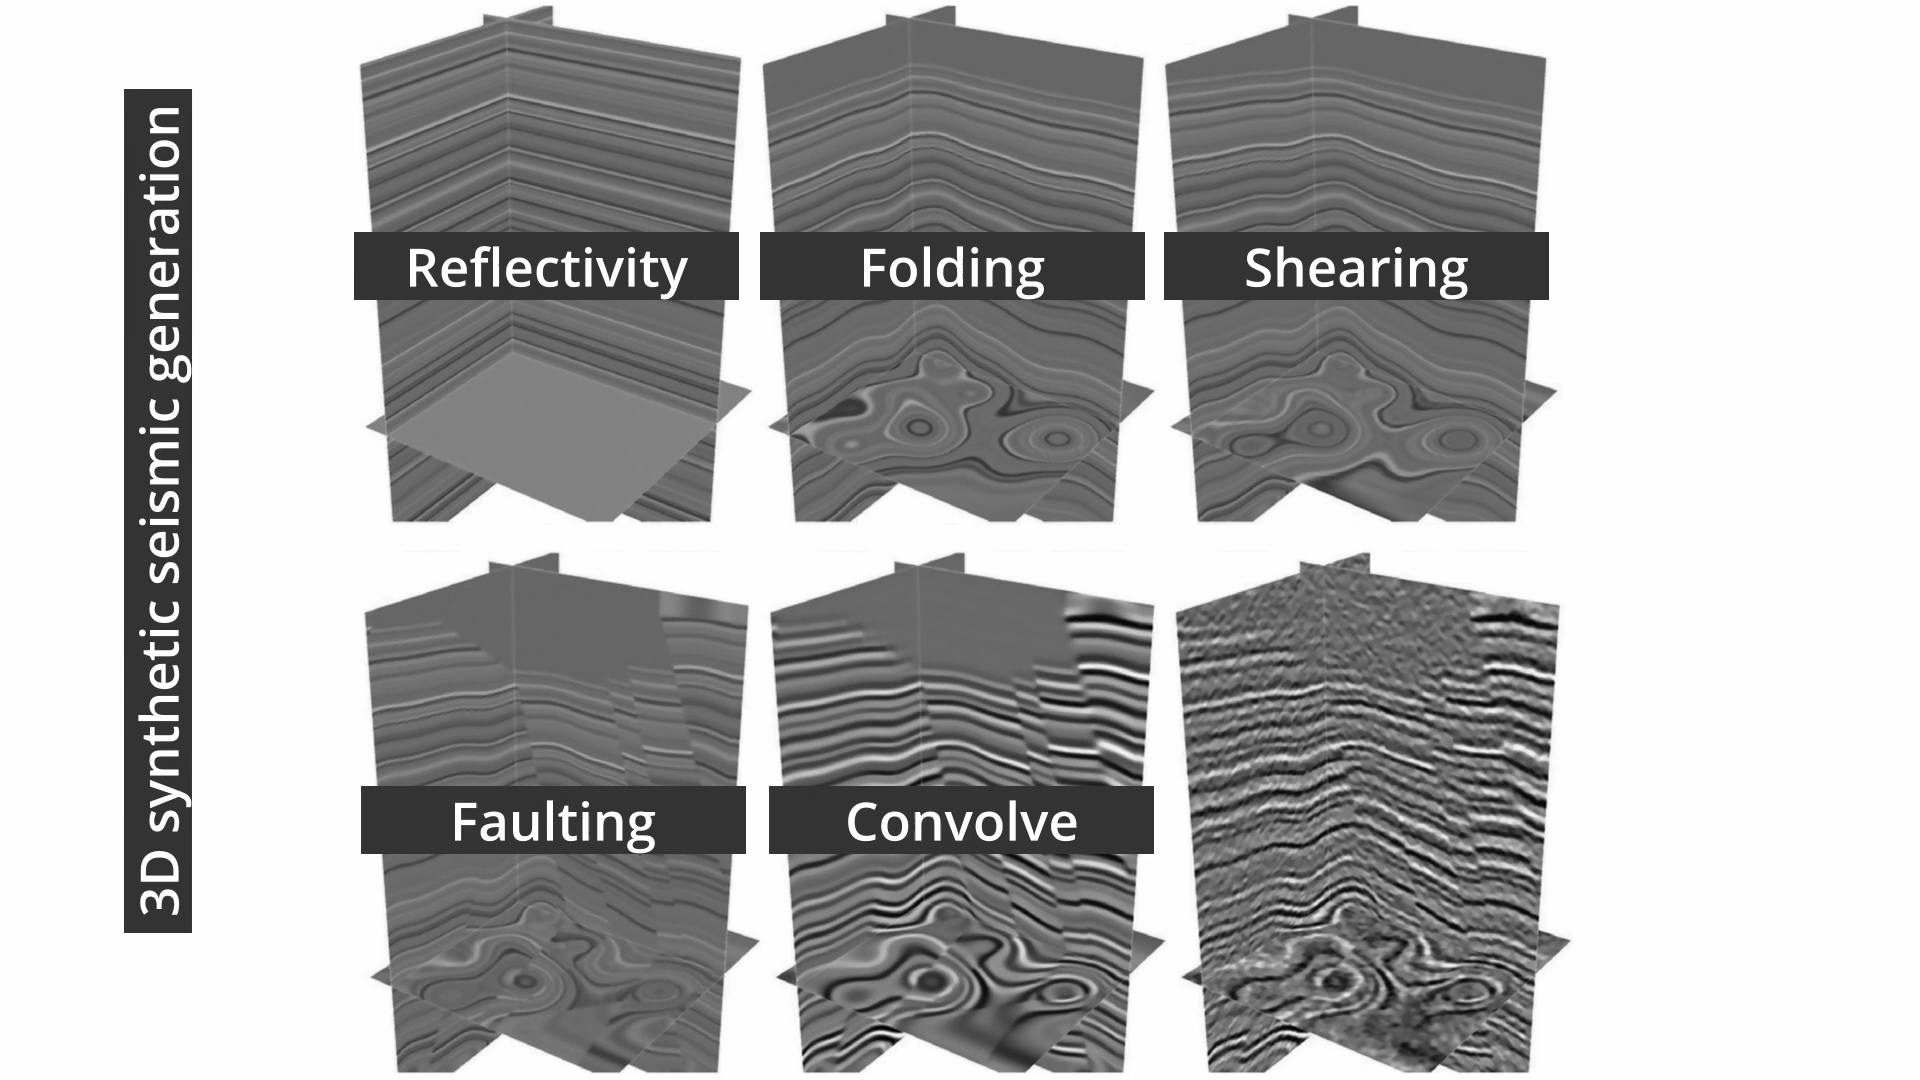 3D synthetic seismic generation
Reflectivity
Folding
Shearing
Faulting
Convolve